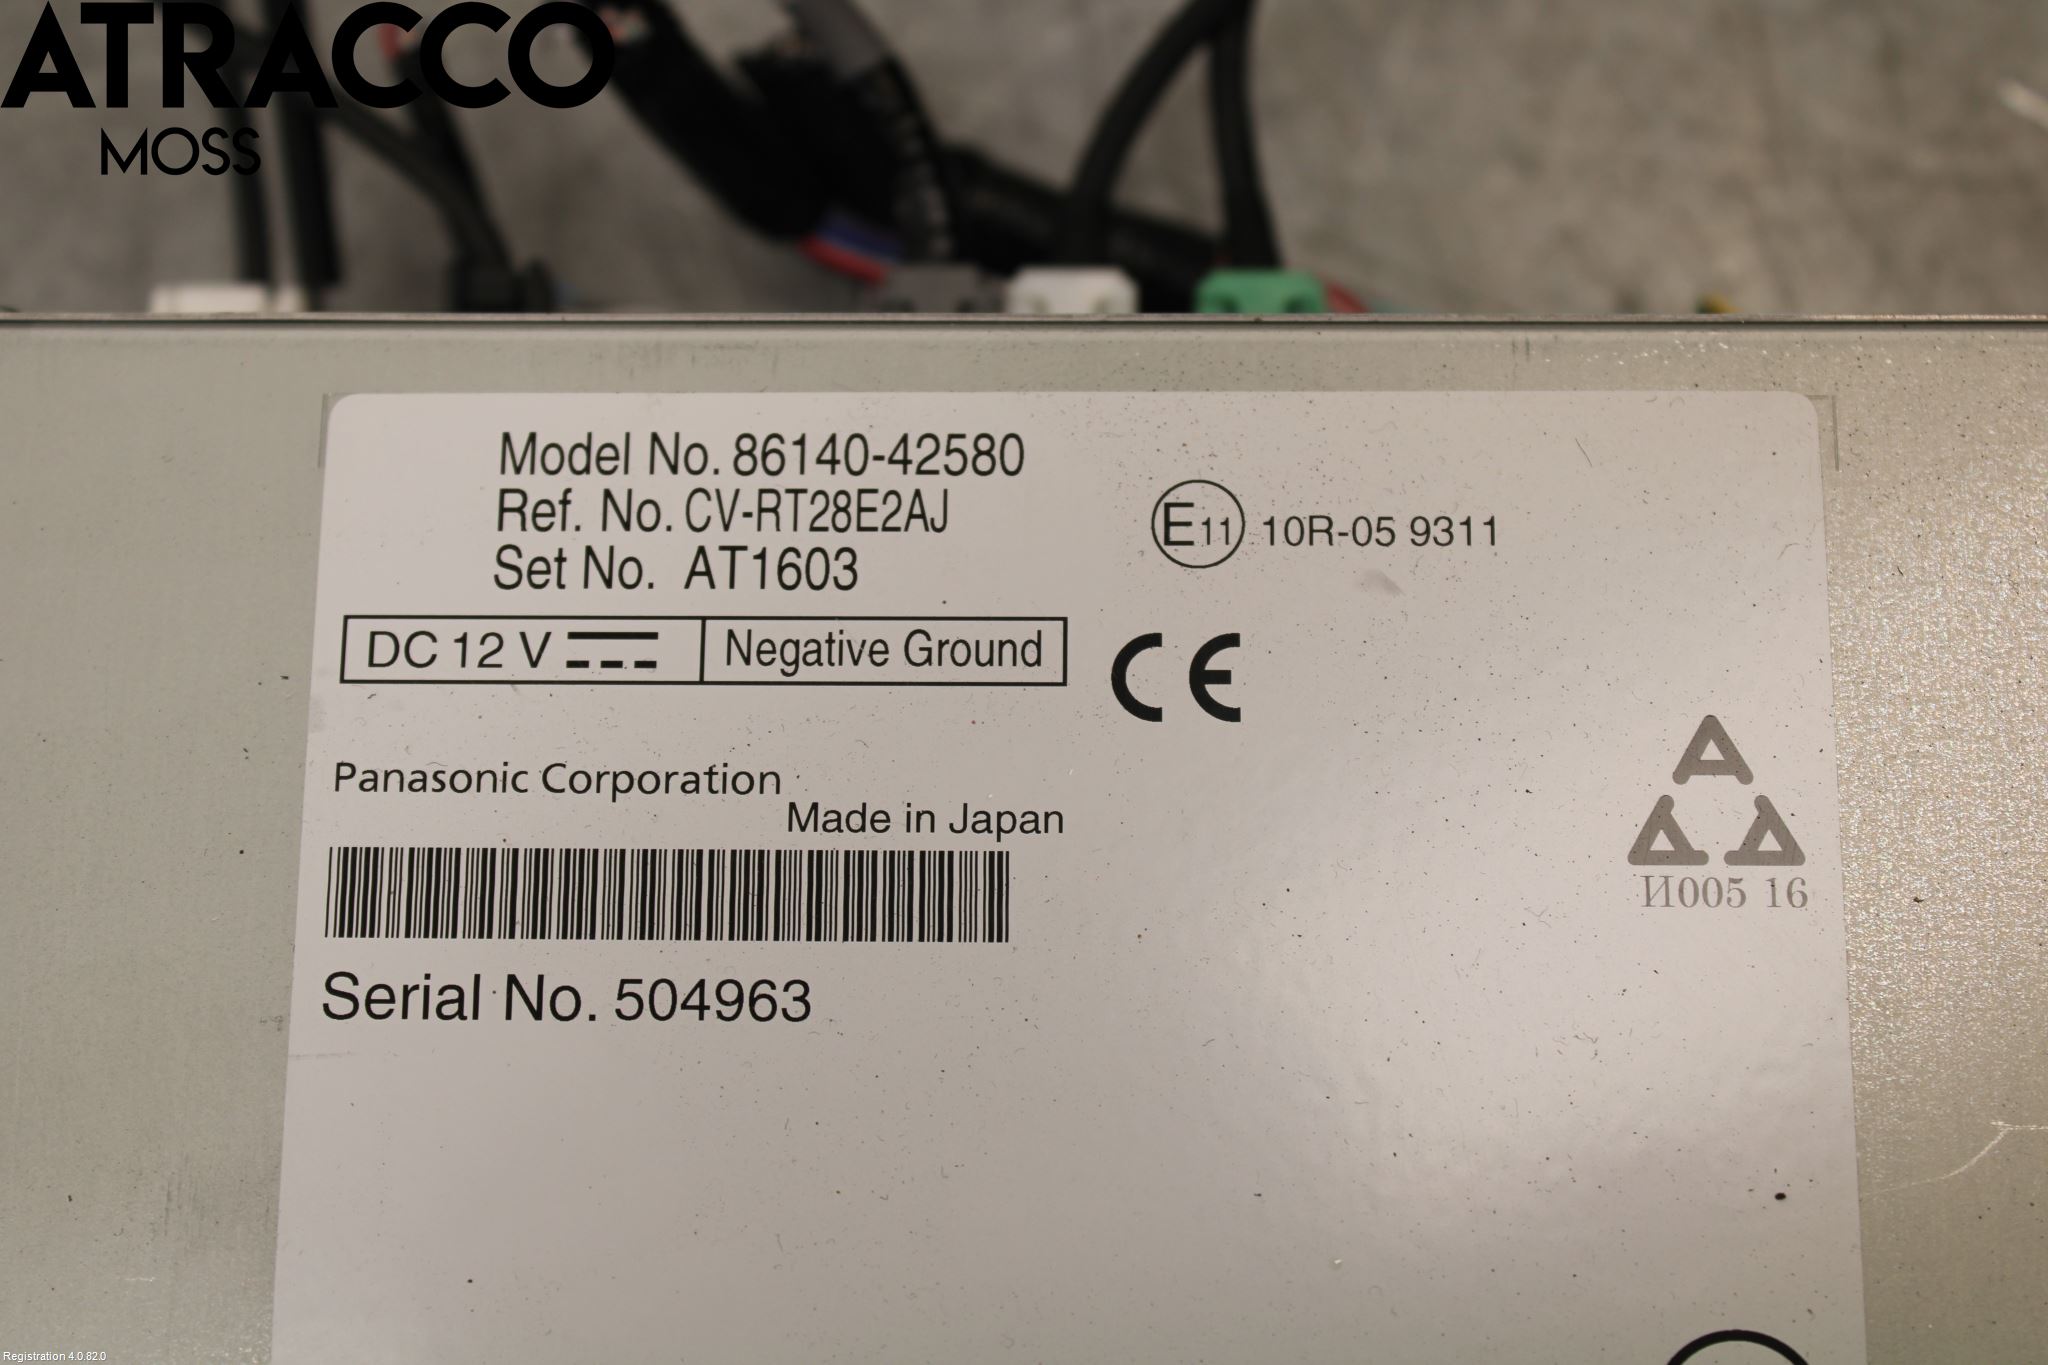 ATRACCO
MOSS
Model No. 86140-42580
Ref. No. CV-RT28E2AJ
Set No. AT1603
E11 10R-05 9311
DC 12 V
Negative Ground
CE
Panasonic Corporation
Made in Japan
И005 16
Serial No. 504963
Registration 4.0.82.0